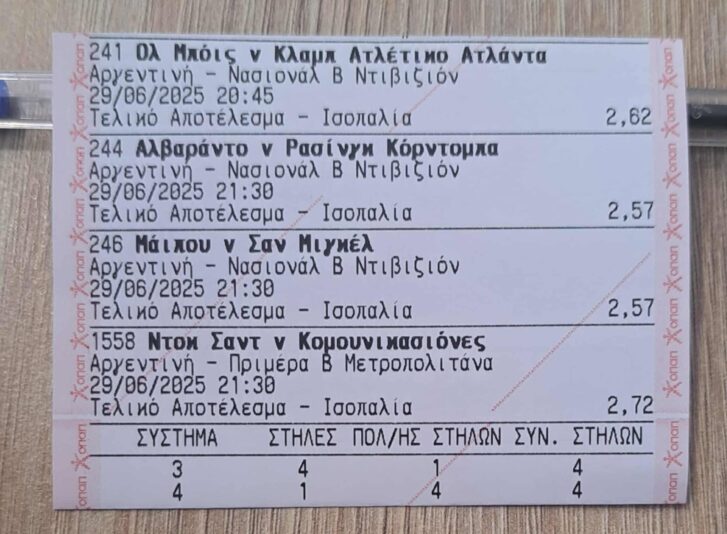 241 Ολ Μπόις v Κλαμπ Ατλέτικο Ατλάντα
Αργεντινή - Νασιονάλ Β Ντιβιζιόν
29/06/2025 20:45
Τελικό Αποτέλεσμα - Ισοπαλία 2,62
244 Αλβαράντο v Ρασίνγκ Κόρντομπα
Αργεντινή - Νασιονάλ Β Ντιβιζιόν
29/06/2025 21:30
Τελικό Αποτέλεσμα - Ισοπαλία 2,57
246 Μάιπου v Σαν Μιγκέλ
Αργεντινή - Νασιονάλ Β Ντιβιζιόν
29/06/2025 21:30
Τελικό Αποτέλεσμα - Ισοπαλία 2,57
1558 Ντοκ Σαντ v Κομουνικασιόνες
Αργεντινή - Πριμέρα Β Μετροπολιτάνα
29/06/2025 21:30
Τελικό Αποτέλεσμα - Ισοπαλία 2,72
ΣΥΣΤΗΜΑ ΣΤΗΛΕΣ ΠΟΛ/ΗΣ ΣΤΗΛΩΝ ΣΥΝ. ΣΤΗΛΩΝ
3 4 1 4
4 1 4 4
οπαπ